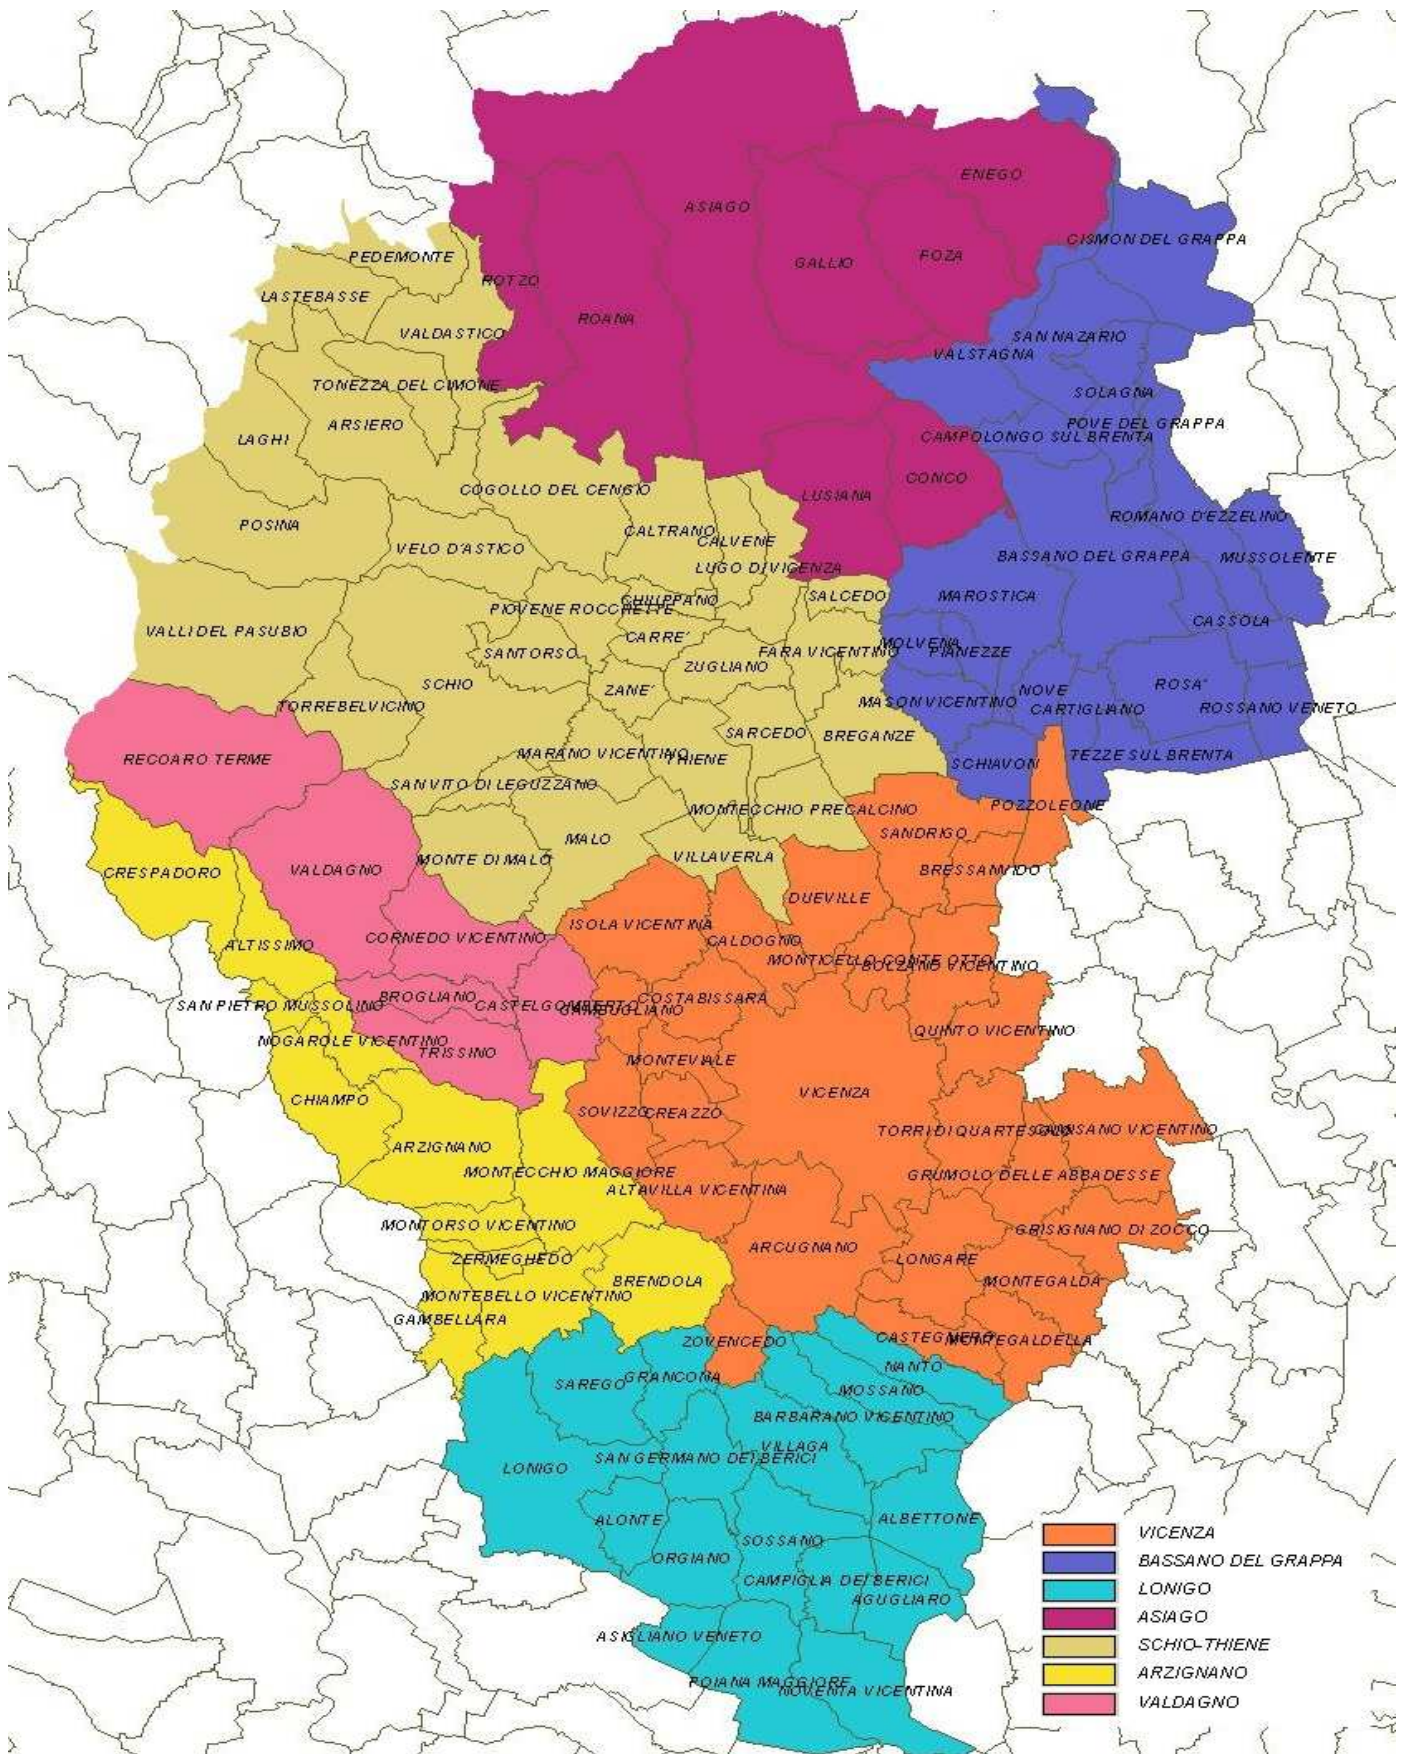 ENEGO
ASIAGO
CISMON DEL GRAPPA
PEDEMONTE
FOZA
GALLIO
ROTZO
LASTEBASSE
ROANA
VALDASTICO
SAN NAZARIO
VALSTAGNA
TONEZZA DEL CIMONE
SOLAGNA
ARSIERO
POVE DEL GRAPPA
LAGHI
CAMPOLONGO SUL BRENTA
CONCO
COGOLLO DEL CENGIO
LUSIANA
ROMANO D'EZZELINO
POSINA
CALTRANO
CALVENE
VELO D'ASTICO
BASSANO DEL GRAPPA
MUSSOLENTE
LUGO DI VICENZA
SALCEDO
MAROSTICA
CHIUPPANO
PIOVENE ROCCHETTE
CASSOLA
VALLI DEL PASUBIO
CARRE'
MOLVENA
SANTORSO
FARA VICENTINO
PIANEZZE
ZUGLIANO
SCHIO
ZANE'
NOVE
ROSA'
TORREBELVICINO
MASON VICENTINO
CARTIGLIANO
ROSSANO VENETO
SARCEDO
BREGANZE
RECOARO TERME
MARANO VICENTINO
THIENE
SCHIAVON
TEZZE SUL BRENTA
SAN VITO DI LEGUZZANO
MONTECCHIO PRECALCINO
POZZOLEONE
SANDRIGO
MALO
MONTE DI MALO
VILLAVERLA
CRESPADORO
VALDAGNO
BRESSANVIDO
DUEVILLE
ISOLA VICENTINA
CORNEDO VICENTINO
CALDOGNO
ALTISSIMO
MONTICELLO CONTE OTTO
BOLZANO VICENTINO
BROGLIANO
COSTABISSARA
SAN PIETRO MUSSOLINO
CASTELGOMBERTO
GAMBUGLIANO
QUINTO VICENTINO
NOGAROLE VICENTINO
TRISSINO
MONTEVIALE
VICENZA
CHIAMPO
SOVIZZO
CREAZZO
TORRI DI QUARTESOLO
CAMISANO VICENTINO
ARZIGNANO
MONTECCHIO MAGGIORE
GRUMOLO DELLE ABBADESSE
ALTAVILLA VICENTINA
MONTORSO VICENTINO
GRISIGNANO DI ZOCCO
ARCUGNANO
ZERMEGHEDO
LONGARE
BRENDOLA
MONTEGALDA
MONTEBELLO VICENTINO
GAMBELLARA
CASTEGNERO
MONTEGALDELLA
ZOVENCEDO
NANTO
GRANCONA
SAREGO
MOSSANO
BARBARANO VICENTINO
VILLAGA
SAN GERMANO DEI BERICI
LONIGO
ALONTE
ALBETTONE
SOSSANO
ORGIANO
CAMPIGLIA DEI BERICI
AGUGLIARO
ASIGLIANO VENETO
POIANA MAGGIORE
NOVENTA VICENTINA
VICENZA
BASSANO DEL GRAPPA
LONIGO
ASIAGO
SCHIO-THIENE
ARZIGNANO
VALDAGNO